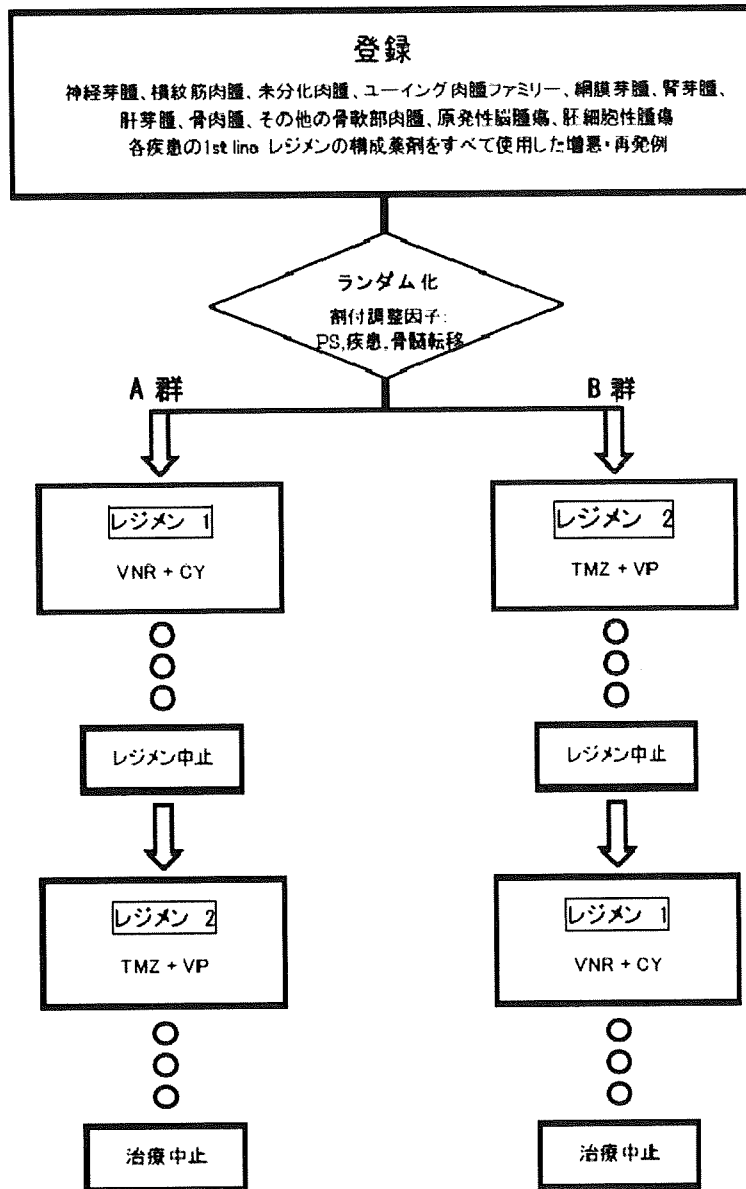 登録
神経芽腫、横紋筋肉腫、未分化肉腫、ユーイング肉腫ファミリー、網膜芽腫、腎芽腫、
肝芽腫、骨肉腫、その他の骨軟部肉腫、原発性脳腫瘍、肝細胞性腫瘍
各疾患の1st line レジメンの構成薬剤をすべて使用した増悪・再発例
ランダム化
割付調整因子:
PS,疾患,骨髄転移
A 群
B 群
レジメン 1
VNR + CY
レジメン 2
TMZ + VP
レジメン中止
レジメン中止
レジメン 2
TMZ + VP
レジメン 1
VNR + CY
治療中止
治療中止